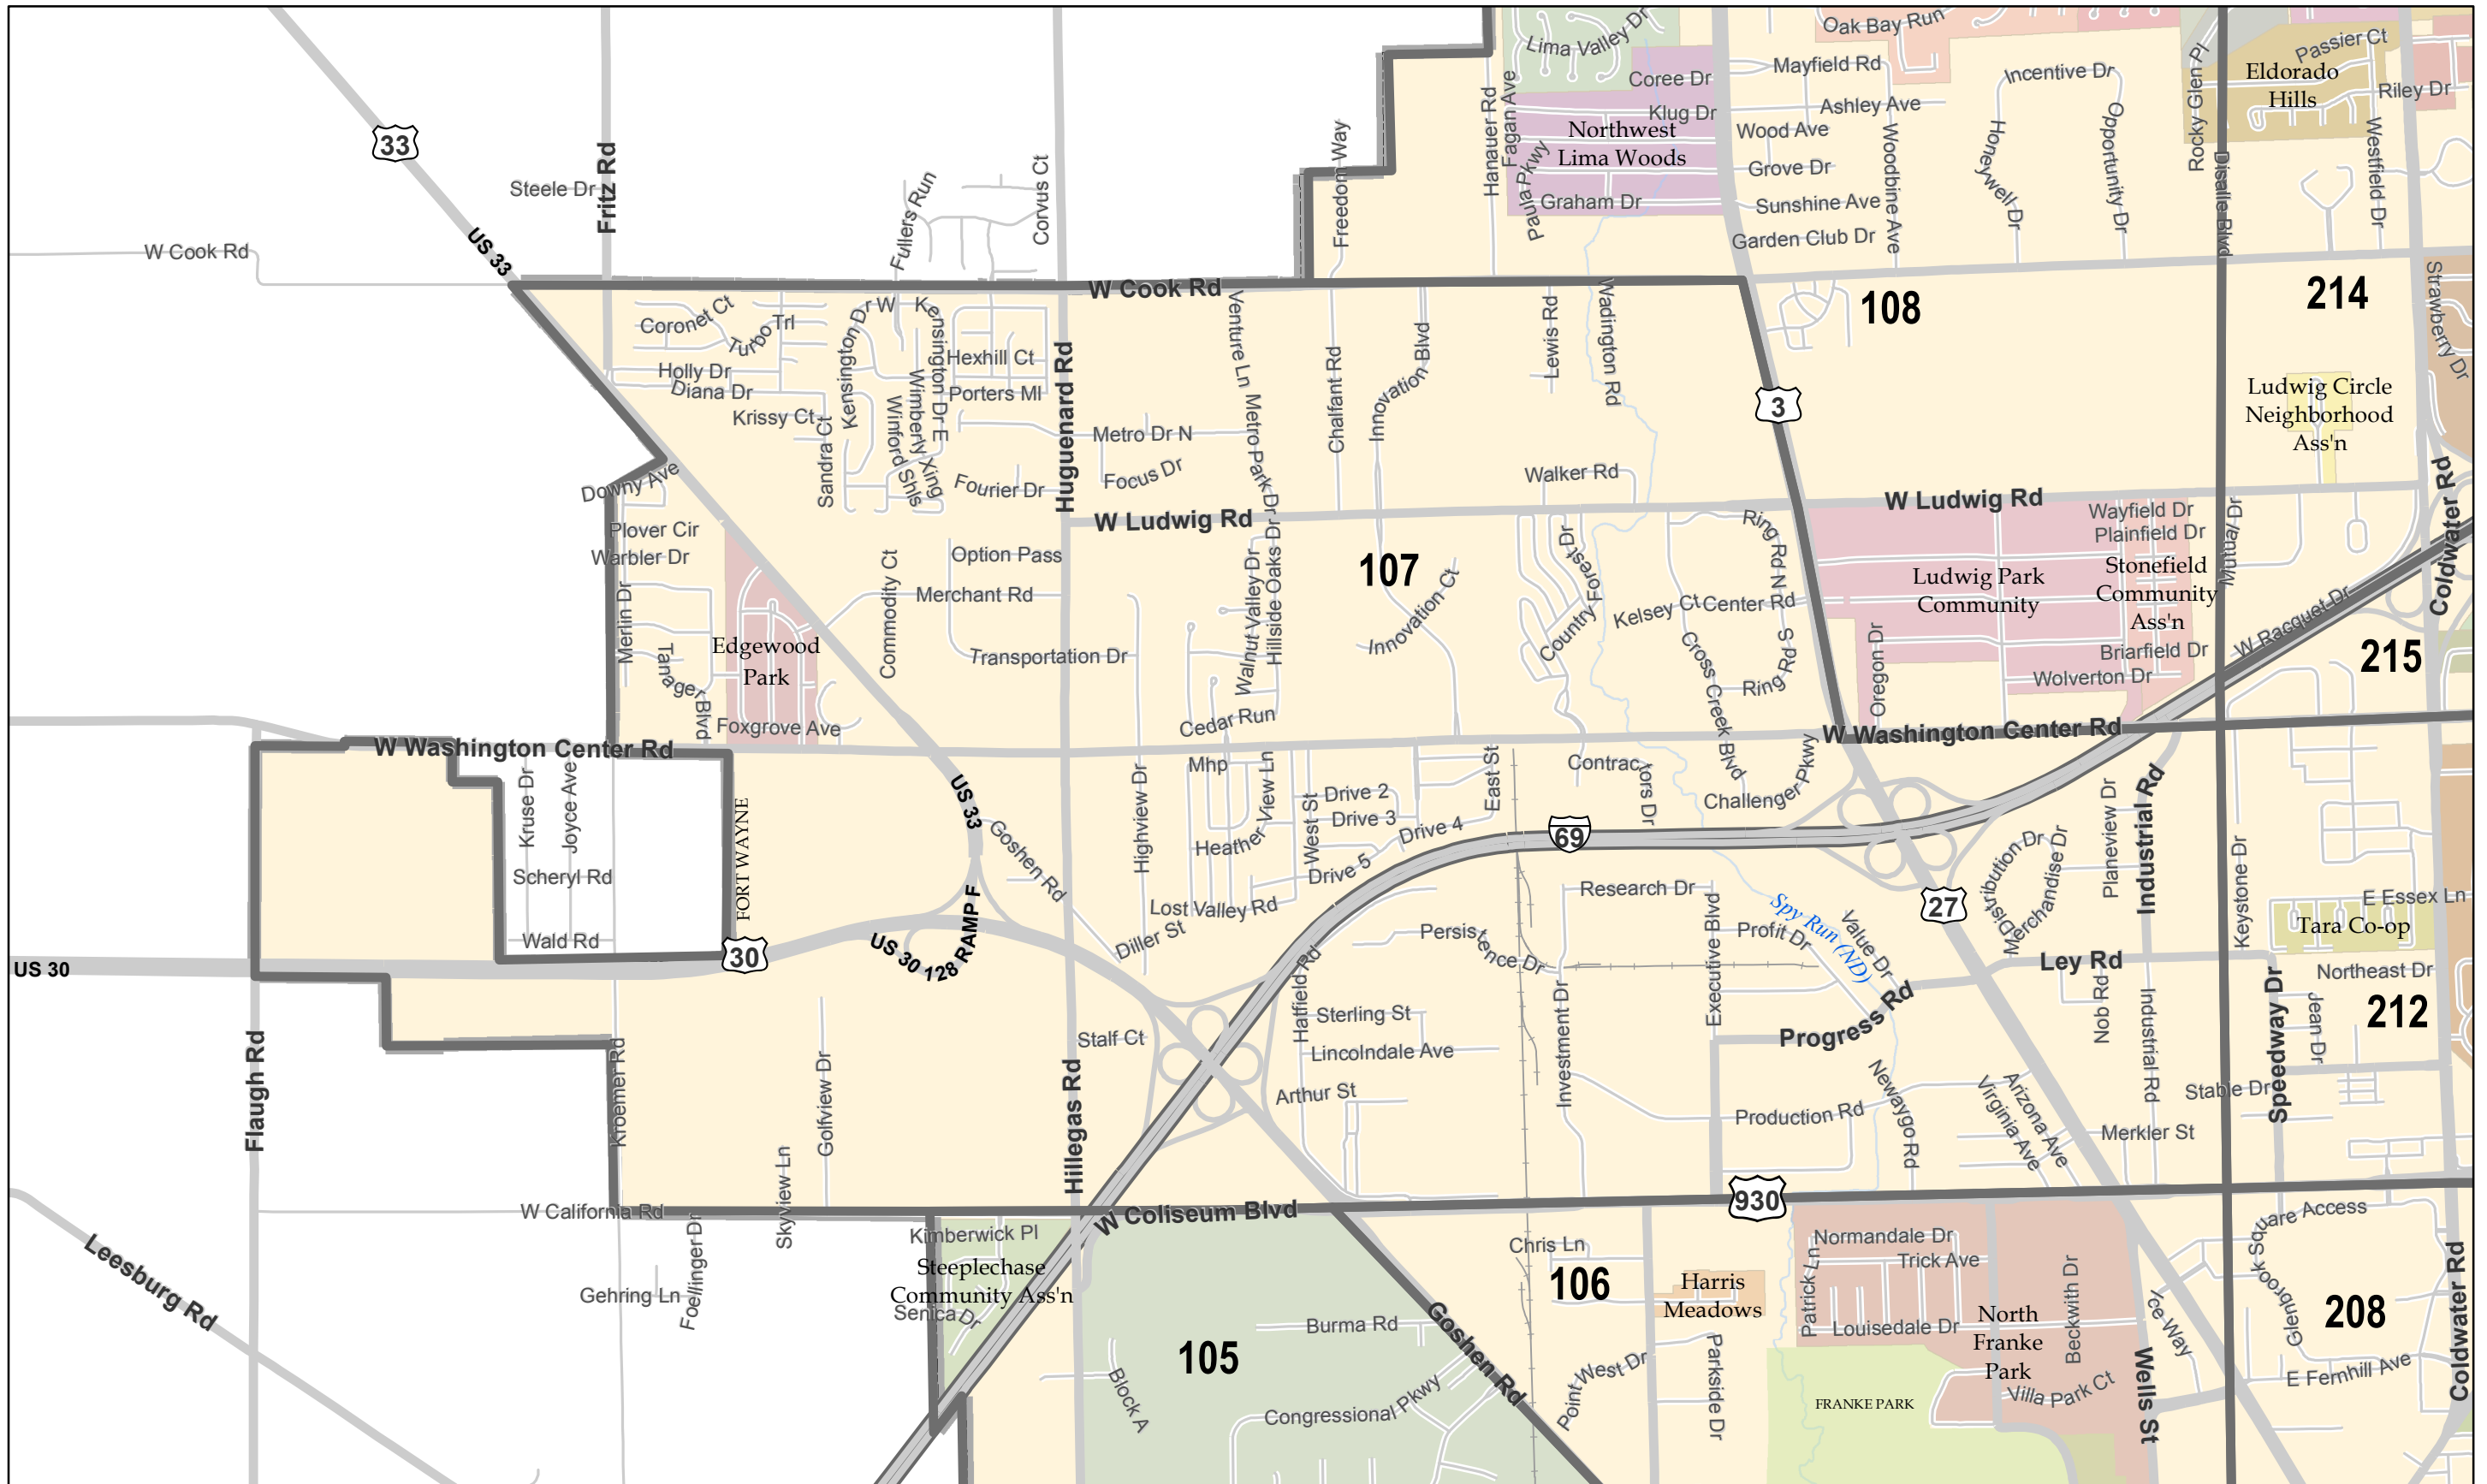 Lima Valley Dr
Oak Bay Run
Passier Ct
Eldorado
Hills
Riley Dr
Rocky Glen Pl
Mayfield Rd
Incentive Dr
Coree Dr
Klug Dr
Ashley Ave
Wood Ave
Hanauer Rd
Fagan Ave
Northwest
Lima Woods
Paula Pkwy
Graham Dr
Grove Dr
Sunshine Ave
Garden Club Dr
Woodbine Ave
Honeywell Dr
Opportunity Dr
Disalle Blvd
Westfield Dr
33
US 33
Steele Dr
Fritz Rd
W Cook Rd
Fullers Run
Corvus Ct
Freedom Way
W Cook Rd
108
214
Strawberry Dr
Coronet Ct
Turbo Trl
Kensington Dr W
Kensington Dr E
Hexhill Ct
Holly Dr
Diana Dr
Krissy Ct
Sandra Ct
Porters Ml
Wimberly Xing
Winford Shls
Huguenard Rd
Venture Ln
Metro Park Dr
Metro Dr N
Focus Dr
Fourier Dr
Chalfant Rd
Innovation Blvd
Lewis Rd
Wadington Rd
3
Ludwig Circle
Neighborhood
Ass'n
Walker Rd
Coldwater Rd
Downy Ave
W Ludwig Rd
W Ludwig Rd
Plover Cir
Warbler Dr
Merlin Dr
Tanager Blvd
Edgewood
Park
Foxgrove Ave
Option Pass
Commodity Ct
Merchant Rd
Transportation Dr
Walnut Valley Dr
Hillside Oaks Dr
Cedar Run
107
Innovation Ct
Country Forest Dr
Kelsey Ct
Center Rd
Ring Rd N
Ring Rd S
Cross Creek Blvd
Wayfield Dr
Plainfield Dr
Ludwig Park
Community
Stonefield
Community
Ass'n
Briarfield Dr
Wolverton Dr
Oregon Dr
Mutual Dr
W Racquet Dr
215
W Washington Center Rd
W Washington Center Rd
Kruse Dr
Joyce Ave
Scheryl Rd
Wald Rd
FORT WAYNE
US 33
Goshen Rd
Highview Dr
Mhp
Heather View Ln
West St
Drive 2
Drive 3
Drive 4
Drive 5
East St
Contractors Dr
Challenger Pkwy
69
Lost Valley Rd
Diller St
Research Dr
Executive Blvd
Profit Dr
Value Dr
Spy Run (ND)
27
Distribution Dr
Merchandise Dr
Planeview Dr
Industrial Rd
Keystone Dr
E Essex Ln
Tara Co-op
US 30
30
US 30 128 RAMP F
Persistence Dr
Hatfield Rd
Sterling St
Lincolndale Ave
Arthur St
Investment Dr
Progress Rd
Ley Rd
Nob Rd
Industrial Rd
Northeast Dr
Speedway Dr
Jean Dr
212
Stable Dr
Merkler St
Flaugh Rd
Kroemer Rd
Golfview Dr
Stalf Ct
Hillegas Rd
Production Rd
Newaygo Rd
Virginia Ave
Arizona Ave
Skyview Ln
W California Rd
Foellinger Dr
Gehring Ln
Leesburg Rd
Kimberwick Pl
W Coliseum Blvd
930
Steeplechase
Community Ass'n
Senica Dr
Block A
105
Burma Rd
Congressional Pkwy
Goshen Rd
Chris Ln
106
Point West Dr
Harris
Meadows
Parkside Dr
Patrick Ln
Normandale Dr
Trick Ave
Louisedale Dr
North
Franke
Park
Beckwith Dr
Villa Park Ct
FRANKE PARK
Wells St
Yce Way
Glenbrook Square Access
208
E Fernhill Ave
Coldwater Rd